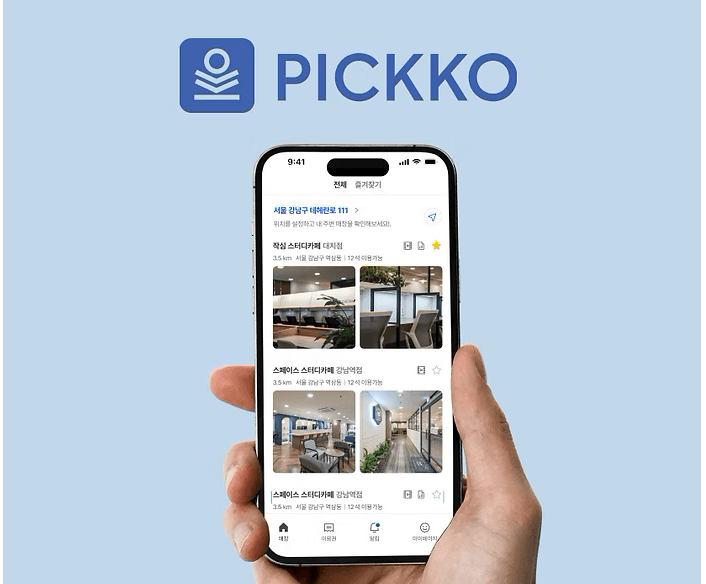 PICKKO
9:41
전체 즐겨찾기
서울 강남구 테헤란로 111 >
위치를 설정하고 내 주변 매장을 확인해보세요!
작심 스터디카페 대치점
3.5 km 서울 강남구 역삼동 | 12석 이용가능
스페이스 스터디카페 강남역점
3.5 km 서울 강남구 역삼동 | 12석 이용가능
스페이스 스터디카페 강남역점
3.5 km 서울 강남구 역삼동 | 12석 이용가능
매장 이용권 알림 마이페이지